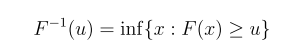 F⁻¹(u) = inf{x : F(x) ≥ u}